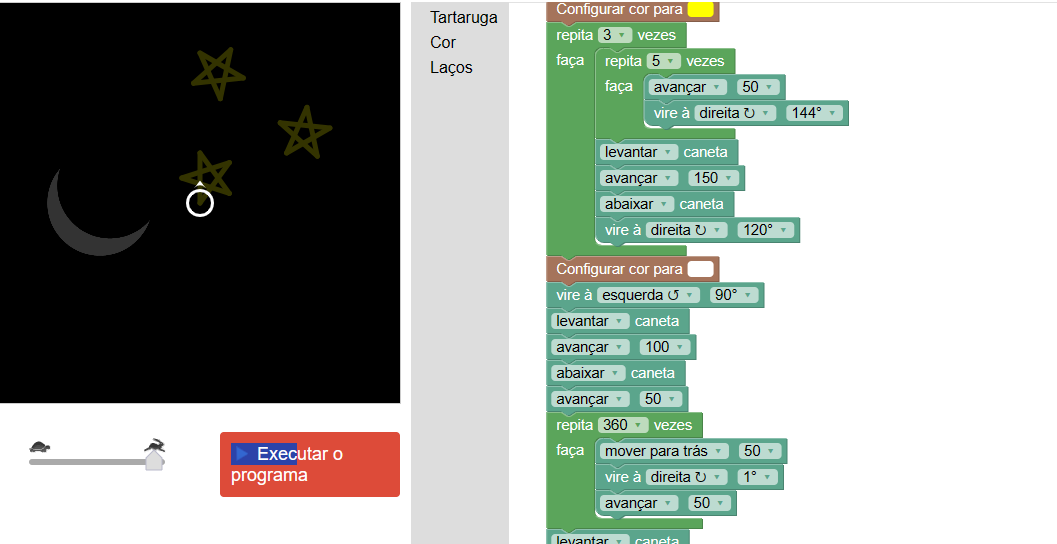 Tartaruga
Cor
Laços
Configurar cor para
repita 3 vezes
faça repita 5 vezes
faça avançar 50
vire à direita ↻ 144°
levantar caneta
avançar 150
abaixar caneta
vire à direita ↻ 120°
Configurar cor para
vire à esquerda ↺ 90°
levantar caneta
avançar 100
abaixar caneta
avançar 50
repita 360 vezes
faça mover para trás 50
vire à direita ↻ 1°
avançar 50
levantar caneta
Executar o
programa